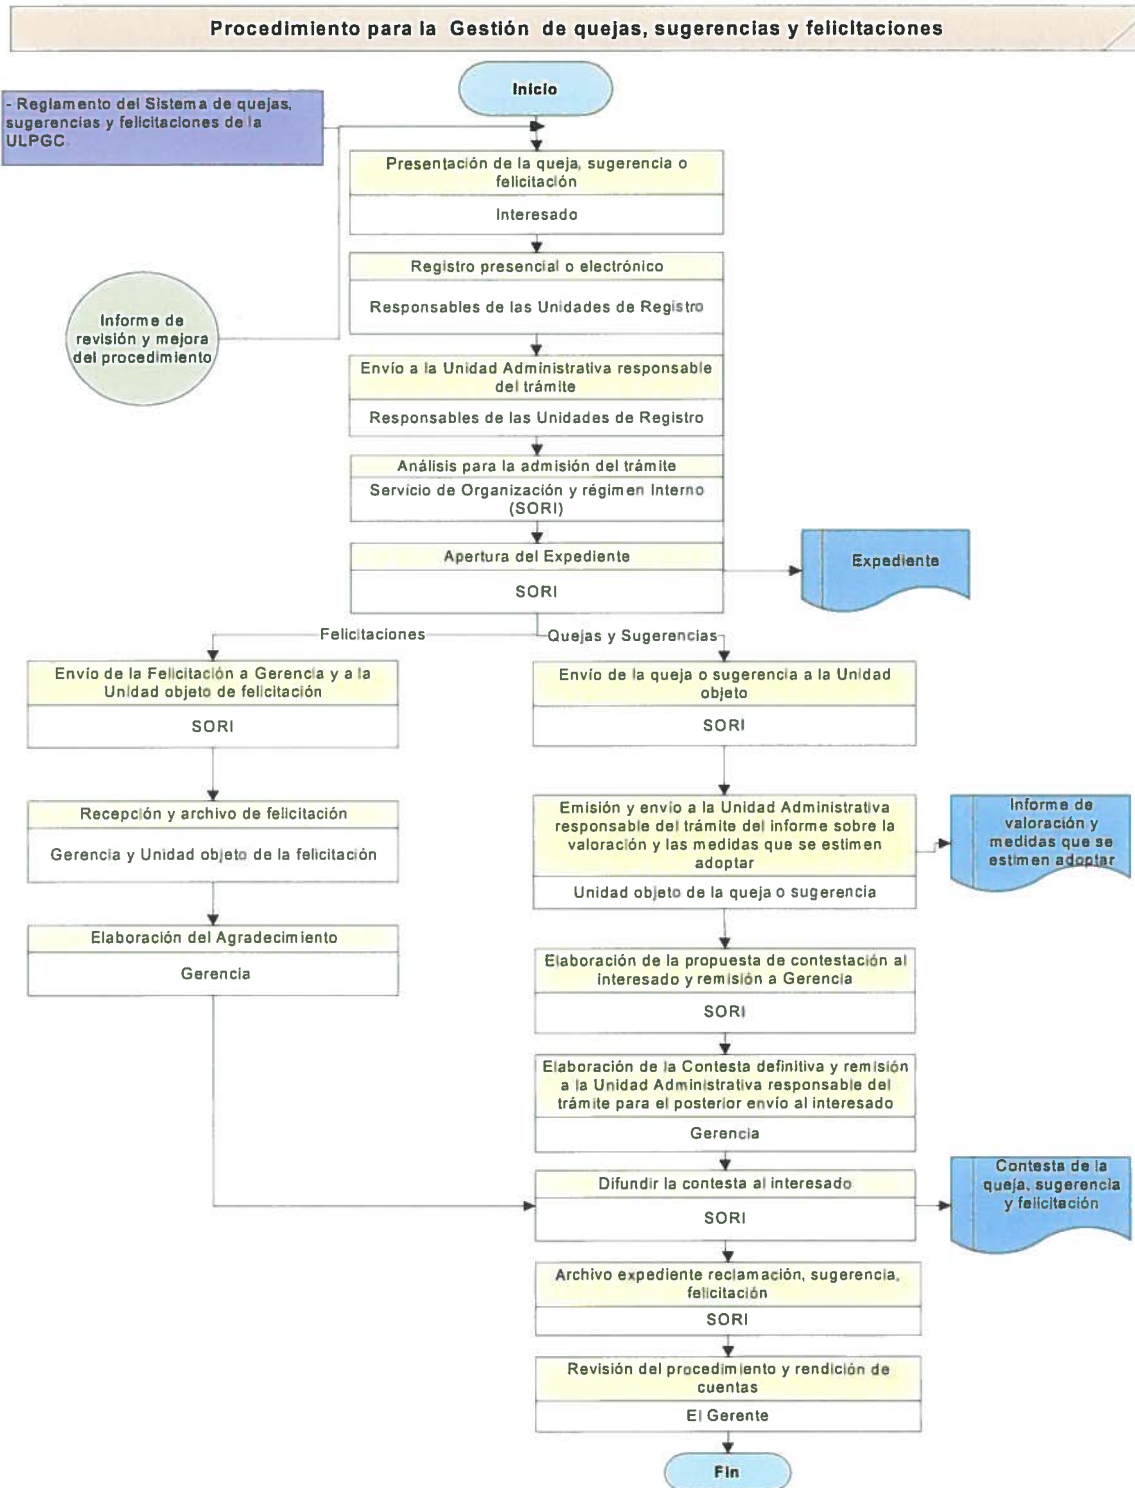 Procedimiento para la Gestión de quejas, sugerencias y felicitaciones
Inicio
- Reglamento del Sistema de quejas,
sugerencias y felicitaciones de la
ULPGC.
Presentación de la queja, sugerencia o
felicitación
Interesado
Registro presencial o electrónico
Responsables de las Unidades de Registro
Informe de
revisión y mejora
del procedimiento
Envío a la Unidad Administrativa responsable
del trámite
Responsables de las Unidades de Registro
Análisis para la admisión del trámite
Servicio de Organización y régimen Interno
(SORI)
Apertura del Expediente
SORI
Expediente
Felicitaciones
Quejas y Sugerencias
Envío de la Felicitación a Gerencia y a la
Unidad objeto de felicitación
SORI
Envío de la queja o sugerencia a la Unidad
objeto
SORI
Recepción y archivo de felicitación
Gerencia y Unidad objeto de la felicitación
Emisión y envío a la Unidad Administrativa
responsable del trámite del informe sobre la
valoración y las medidas que se estimen
adoptar
Unidad objeto de la queja o sugerencia
Informe de
valoración y
medidas que se
estimen adoptar
Elaboración del Agradecimiento
Gerencia
Elaboración de la propuesta de contestación al
interesado y remisión a Gerencia
SORI
Elaboración de la Contesta definitiva y remisión
a la Unidad Administrativa responsable del
trámite para el posterior envío al interesado
Gerencia
Difundir la contesta al interesado
SORI
Contesta de la
queja, sugerencia
y felicitación
Archivo expediente reclamación, sugerencia,
felicitación
SORI
Revisión del procedimiento y rendición de
cuentas
El Gerente
Fin